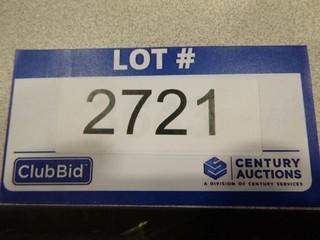 LOT #
2721
ClubBid
CENTURY
AUCTIONS
A DIVISION OF CENTURY SERVICES